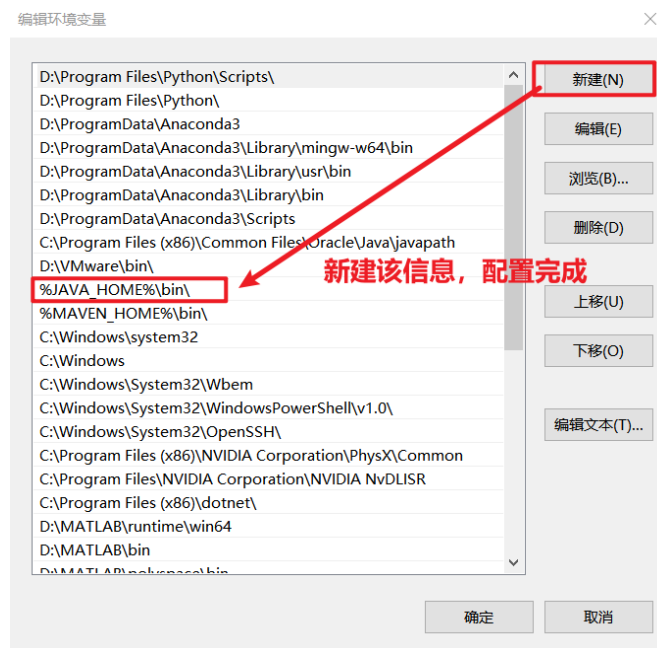 编辑环境变量
D:\Program Files\Python\Scripts\
D:\Program Files\Python\
D:\ProgramData\Anaconda3
D:\ProgramData\Anaconda3\Library\mingw-w64\bin
D:\ProgramData\Anaconda3\Library\usr\bin
D:\ProgramData\Anaconda3\Library\bin
D:\ProgramData\Anaconda3\Scripts
C:\Program Files (x86)\Common Files\Oracle\Java\javapath
D:\VMware\bin\
%JAVA_HOME%\bin\
%MAVEN_HOME%\bin\
C:\Windows\system32
C:\Windows
C:\Windows\System32\Wbem
C:\Windows\System32\WindowsPowerShell\v1.0\
C:\Windows\System32\OpenSSH\
C:\Program Files (x86)\NVIDIA Corporation\PhysX\Common
C:\Program Files\NVIDIA Corporation\NVIDIA NvDLISR
C:\Program Files (x86)\dotnet\
D:\MATLAB\runtime\win64
D:\MATLAB\bin
D:\MATLAB\polyspace\bin
新建该信息，配置完成
新建(N)
编辑(E)
浏览(B)...
删除(D)
上移(U)
下移(O)
编辑文本(T)...
确定
取消